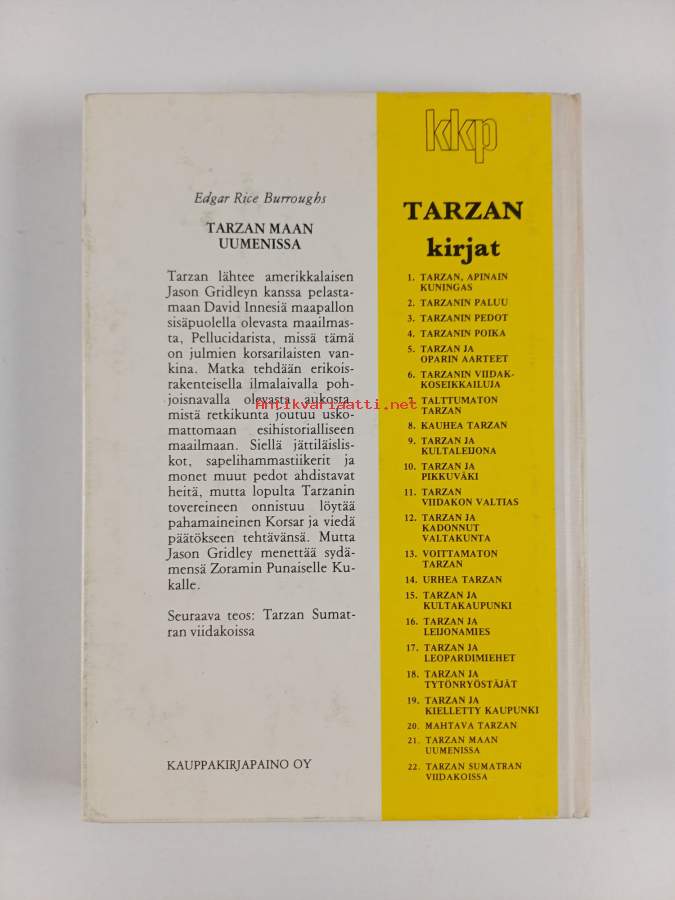 Edgar Rice Burroughs
TARZAN MAAN
UUMENISSA
Tarzan lähtee amerikkalaisen
Jason Gridleyn kanssa pelasta-
maan David Innesiä maapallon
sisäpuolella olevasta maailmas-
ta, Pellucidarista, missä tämä
on julmien korsarilaisten van-
kina. Matka tehdään erikois-
rakenteisella ilmalaivalla poh-
joisnavalla olevasta aukosta,
mistä retkikunta joutuu usko-
mattomaan esihistorialliseen
maailmaan. Siellä jättiläislis-
kot, sapelihammastiikerit ja
monet muut pedot ahdistavat
heitä, mutta lopulta Tarzanin
tovereineen onnistuu löytää
pahamaineinen Korsar ja viedä
päätökseen tehtävänsä. Mutta
Jason Gridley menettää sydä-
mensä Zoramin Punaiselle Ku-
kalle.
Seuraava teos: Tarzan Sumat-
ran viidakoissa
KAUPPAKIRJAPAINO OY
kkp
TARZAN
kirjat
1. TARZAN, APINAIN
KUNINGAS
2. TARZANIN PALUU
3. TARZANIN PEDOT
4. TARZANIN POIKA
5. TARZAN JA
OPARIN AARTEET
6. TARZANIN VIIDAK-
KOSEIKKAILUJA
7. TALTTUMATON
TARZAN
8. KAUHEA TARZAN
9. TARZAN JA
KULTALEIJONA
10. TARZAN JA
PIKKUVÄKI
11. TARZAN
VIIDAKON VALTIAS
12. TARZAN JA
KADONNUT
VALTAKUNTA
13. VOITTAMATON
TARZAN
14. URHEA TARZAN
15. TARZAN JA
KULTAKAUPUNKI
16. TARZAN JA
LEIJONAMIES
17. TARZAN JA
LEOPARDIMIEHET
18. TARZAN JA
TYTÖNRYÖSTÄJÄT
19. TARZAN JA
KIELLETTY KAUPUNKI
20. MAHTAVA TARZAN
21. TARZAN MAAN
UUMENISSA
22. TARZAN SUMATRAN
VIIDAKOISSA
Antikvariaatti.net